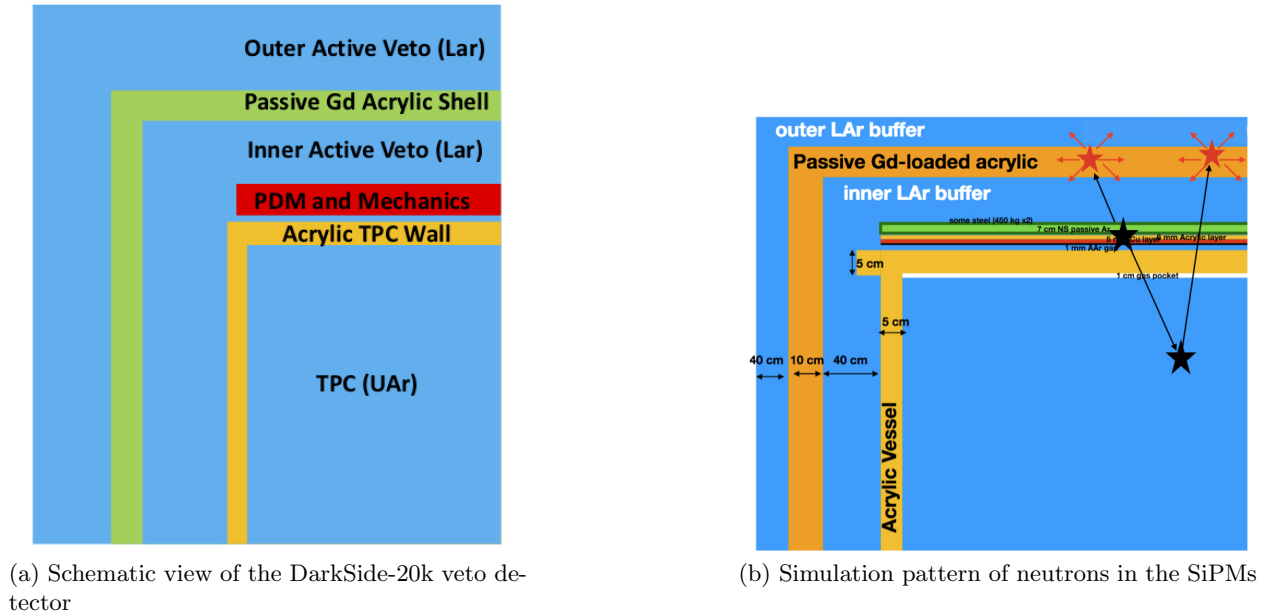 Outer Active Veto (Lar)
Passive Gd Acrylic Shell
Inner Active Veto (Lar)
PDM and Mechanics
Acrylic TPC Wall
TPC (UAr)
(a) Schematic view of the DarkSide-20k veto de-
tector
outer LAr buffer
Passive Gd-loaded acrylic
inner LAr buffer
some steel (450 kg x2)
7 cm NS passive Ar
mm Acrylic layer
Cu layer
1 mm AAr gap
5 cm
1 cm gas pocket
5 cm
40 cm
10 cm
40 cm
Acrylic Vessel
(b) Simulation pattern of neutrons in the SiPMs